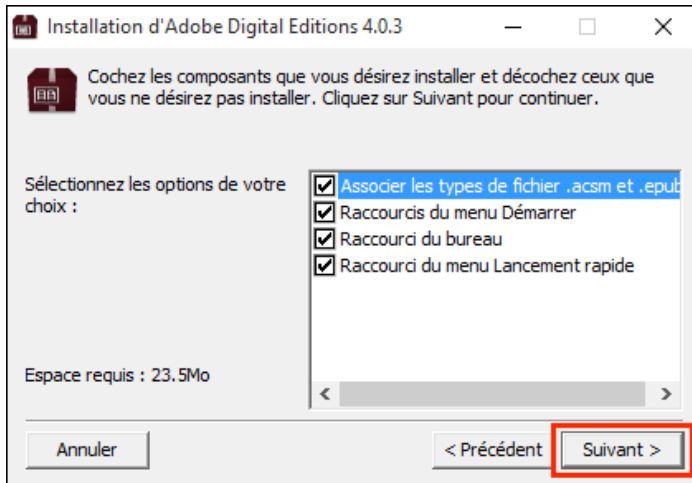 Installation d'Adobe Digital Editions 4.0.3
Cochez les composants que vous désirez installer et décochez ceux que
vous ne désirez pas installer. Cliquez sur Suivant pour continuer.
Sélectionnez les options de votre
choix :
Associer les types de fichier .acsm et .epub
Raccourcis du menu Démarrer
Raccourci du bureau
Raccourci du menu Lancement rapide
Espace requis : 23.5Mo
Annuler
< Précédent
Suivant >